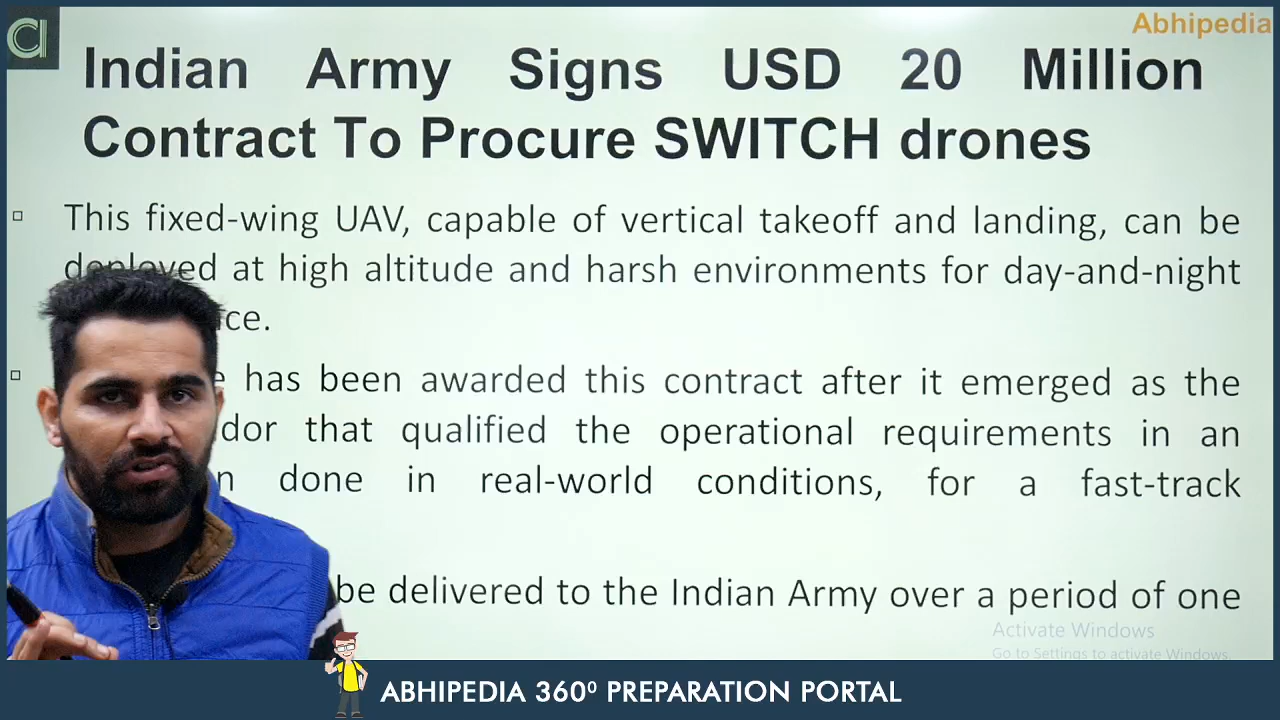 Abhipedia
Indian Army Signs USD 20 Million
Contract To Procure SWITCH drones
This fixed-wing UAV, capable of vertical takeoff and landing, can be
deployed at high altitude and harsh environments for day-and-night
ce.
has been awarded this contract after it emerged as the
that qualified the operational requirements in an
done in real-world conditions, for a fast-track
be delivered to the Indian Army over a period of one
Activate Windows
Go to Settings to activate Windows.
ABHIPEDIA 360⁰ PREPARATION PORTAL